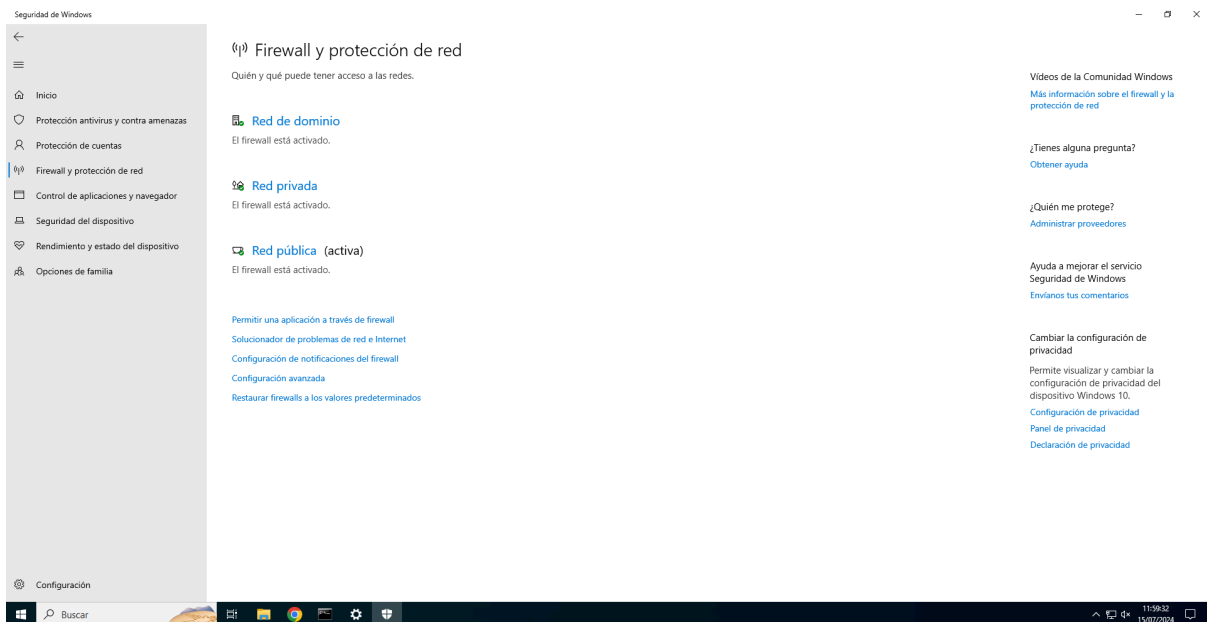 Seguridad de Windows
Inicio
Protección antivirus y contra amenazas
Protección de cuentas
Firewall y protección de red
Control de aplicaciones y navegador
Seguridad del dispositivo
Rendimiento y estado del dispositivo
Opciones de familia
Configuración
Firewall y protección de red
Quién y qué puede tener acceso a las redes.
Red de dominio
El firewall está activado.
Red privada
El firewall está activado.
Red pública (activa)
El firewall está activado.
Permitir una aplicación a través de firewall
Solucionador de problemas de red e Internet
Configuración de notificaciones del firewall
Configuración avanzada
Restaurar firewalls a los valores predeterminados
Vídeos de la Comunidad Windows
Más información sobre el firewall y la
protección de red
¿Tienes alguna pregunta?
Obtener ayuda
¿Quién me protege?
Administrar proveedores
Ayuda a mejorar el servicio
Seguridad de Windows
Envíanos tus comentarios
Cambiar la configuración de
privacidad
Permite visualizar y cambiar la
configuración de privacidad del
dispositivo Windows 10.
Configuración de privacidad
Panel de privacidad
Declaración de privacidad
Buscar
11:59:32
15/07/2024